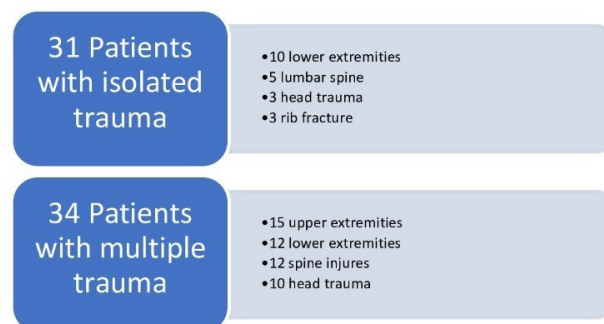 31 Patients
with isolated
trauma
•10 lower extremities
•5 lumbar spine
•3 head trauma
•3 rib fracture
34 Patients
with multiple
trauma
•15 upper extremities
•12 lower extremities
•12 spine injures
•10 head trauma